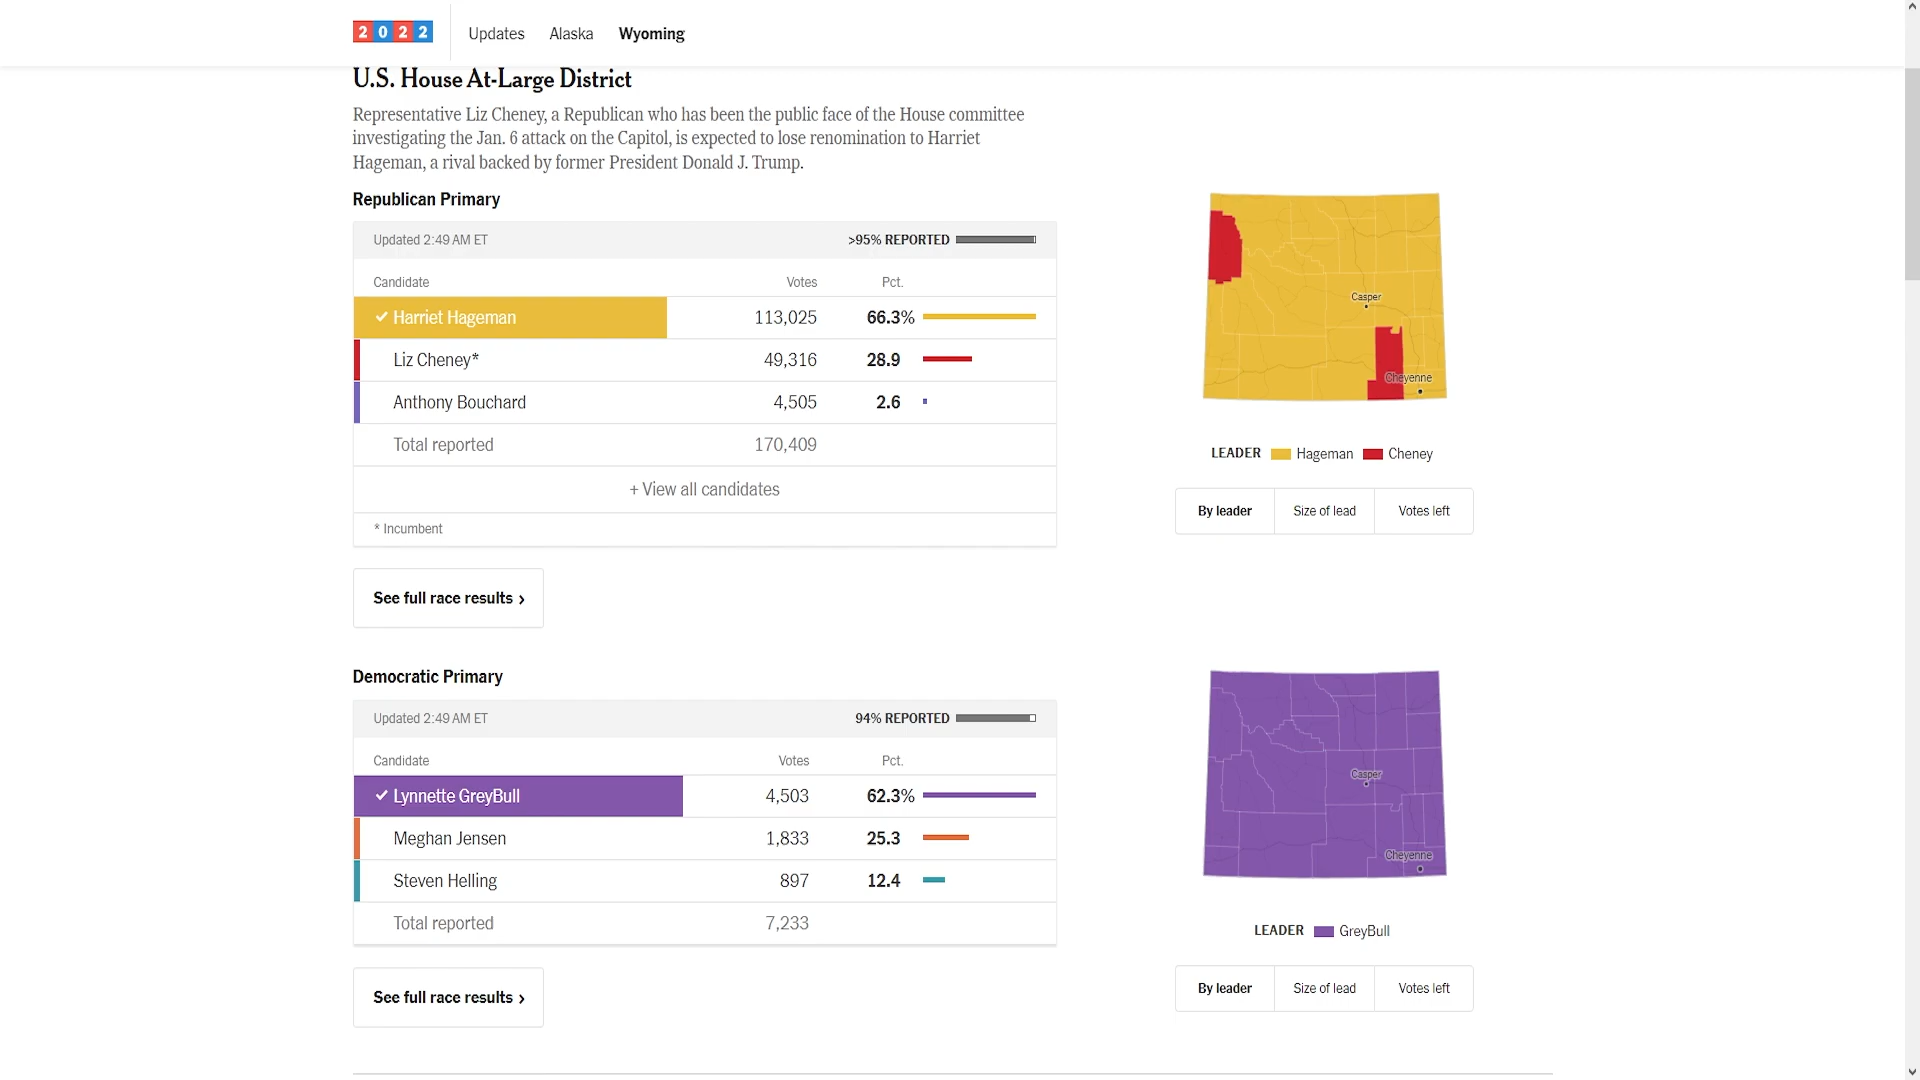 2022
Updates
Alaska
Wyoming
U.S. House At-Large District
Representative Liz Cheney, a Republican who has been the public face of the House committee
investigating the Jan. 6 attack on the Capitol, is expected to lose renomination to Harriet
Hageman, a rival backed by former President Donald J. Trump.
Republican Primary
Updated 2:49 AM ET >95% REPORTED
Candidate Votes Pct.
✓ Harriet Hageman 113,025 66.3%
Liz Cheney* 49,316 28.9
Anthony Bouchard 4,505 2.6
Total reported 170,409
+ View all candidates
* Incumbent
Casper
Cheyenne
LEADER Hageman Cheney
By leader Size of lead Votes left
See full race results ›
Democratic Primary
Updated 2:49 AM ET 94% REPORTED
Candidate Votes Pct.
✓ Lynnette GreyBull 4,503 62.3%
Meghan Jensen 1,833 25.3
Steven Helling 897 12.4
Total reported 7,233
Casper
Cheyenne
LEADER GreyBull
By leader Size of lead Votes left
See full race results ›